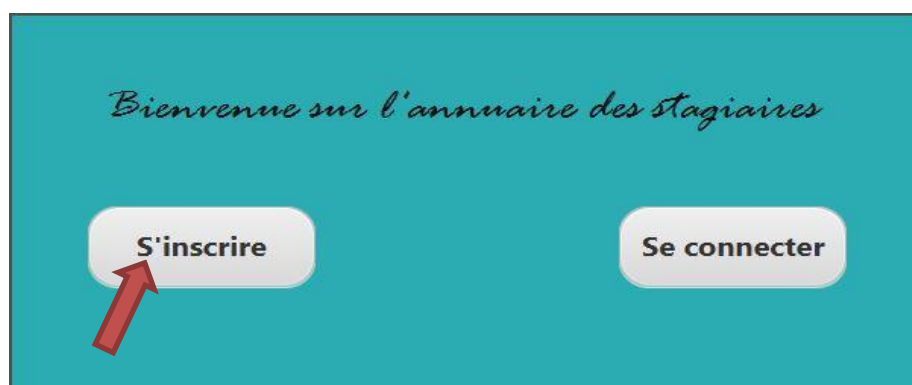 Bienvenue sur l'annuaire des stagiaires
S'inscrire
Se connecter